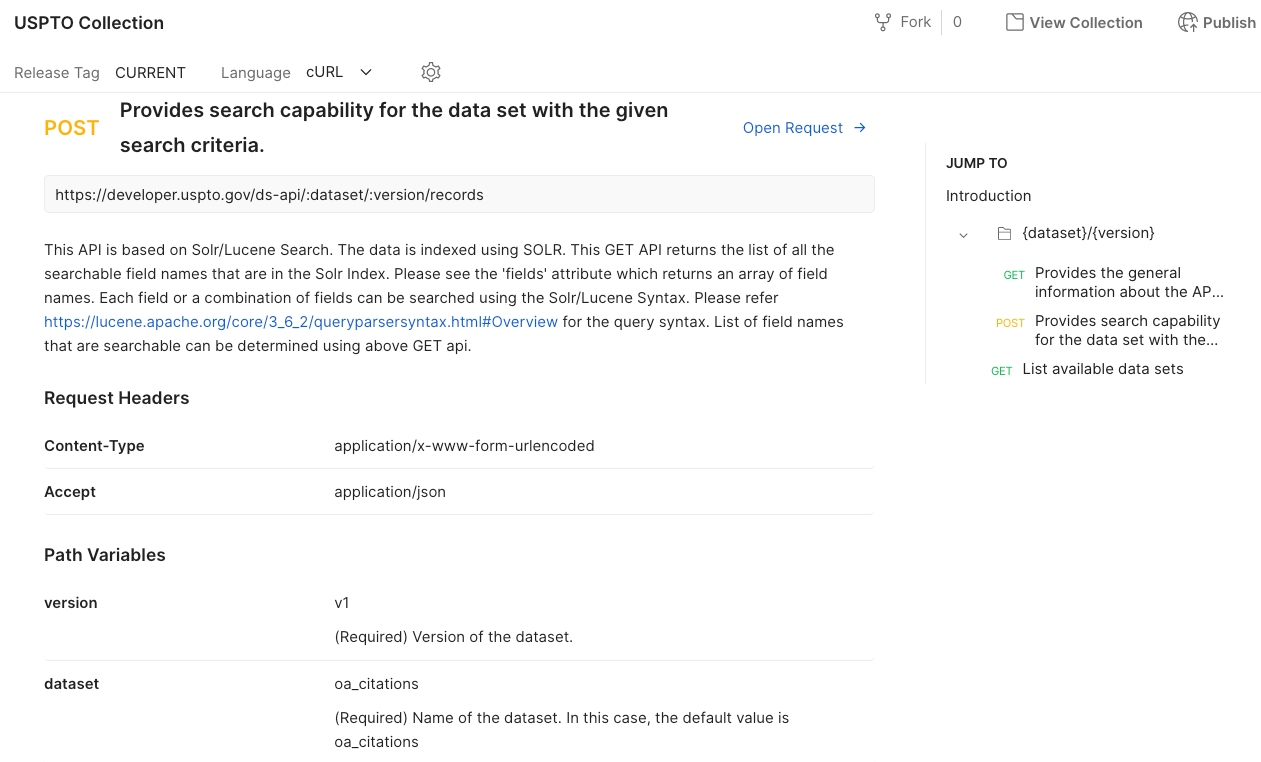 USPTO Collection
Fork
0
View Collection
Publish
Release Tag CURRENT
Language cURL
POST
Provides search capability for the data set with the given
search criteria.
Open Request →
https://developer.uspto.gov/ds-api/:dataset/:version/records
This API is based on Solr/Lucene Search. The data is indexed using SOLR. This GET API returns the list of all the
searchable field names that are in the Solr Index. Please see the 'fields' attribute which returns an array of field
names. Each field or a combination of fields can be searched using the Solr/Lucene Syntax. Please refer
https://lucene.apache.org/core/3_6_2/queryparsersyntax.html#Overview for the query syntax. List of field names
that are searchable can be determined using above GET api.
Request Headers
Content-Type application/x-www-form-urlencoded
Accept application/json
Path Variables
version v1
(Required) Version of the dataset.
dataset oa_citations
(Required) Name of the dataset. In this case, the default value is
oa_citations
JUMP TO
Introduction
{dataset}/{version}
GET Provides the general
information about the AP...
POST Provides search capability
for the data set with the...
GET List available data sets